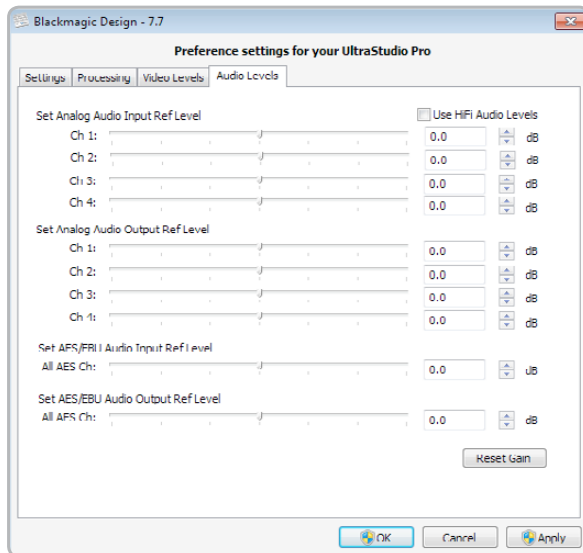 Blackmagic Design - 7.7
Preference settings for your UltraStudio Pro
Settings Processing Video Levels Audio Levels
Set Analog Audio Input Ref Level Use HiFi Audio Levels
Ch 1: 0.0 dB
Ch 2: 0.0 dB
Ch 3: 0.0 dB
Ch 4: 0.0 dB
Set Analog Audio Output Ref Level
Ch 1: 0.0 dB
Ch 2: 0.0 dB
Ch 3: 0.0 dB
Ch 4: 0.0 dB
Set AES/EBU Audio Input Ref Level
All AES Ch: 0.0 dB
Set AES/EBU Audio Output Ref Level
All AES Ch: 0.0 dB
Reset Gain
OK Cancel Apply